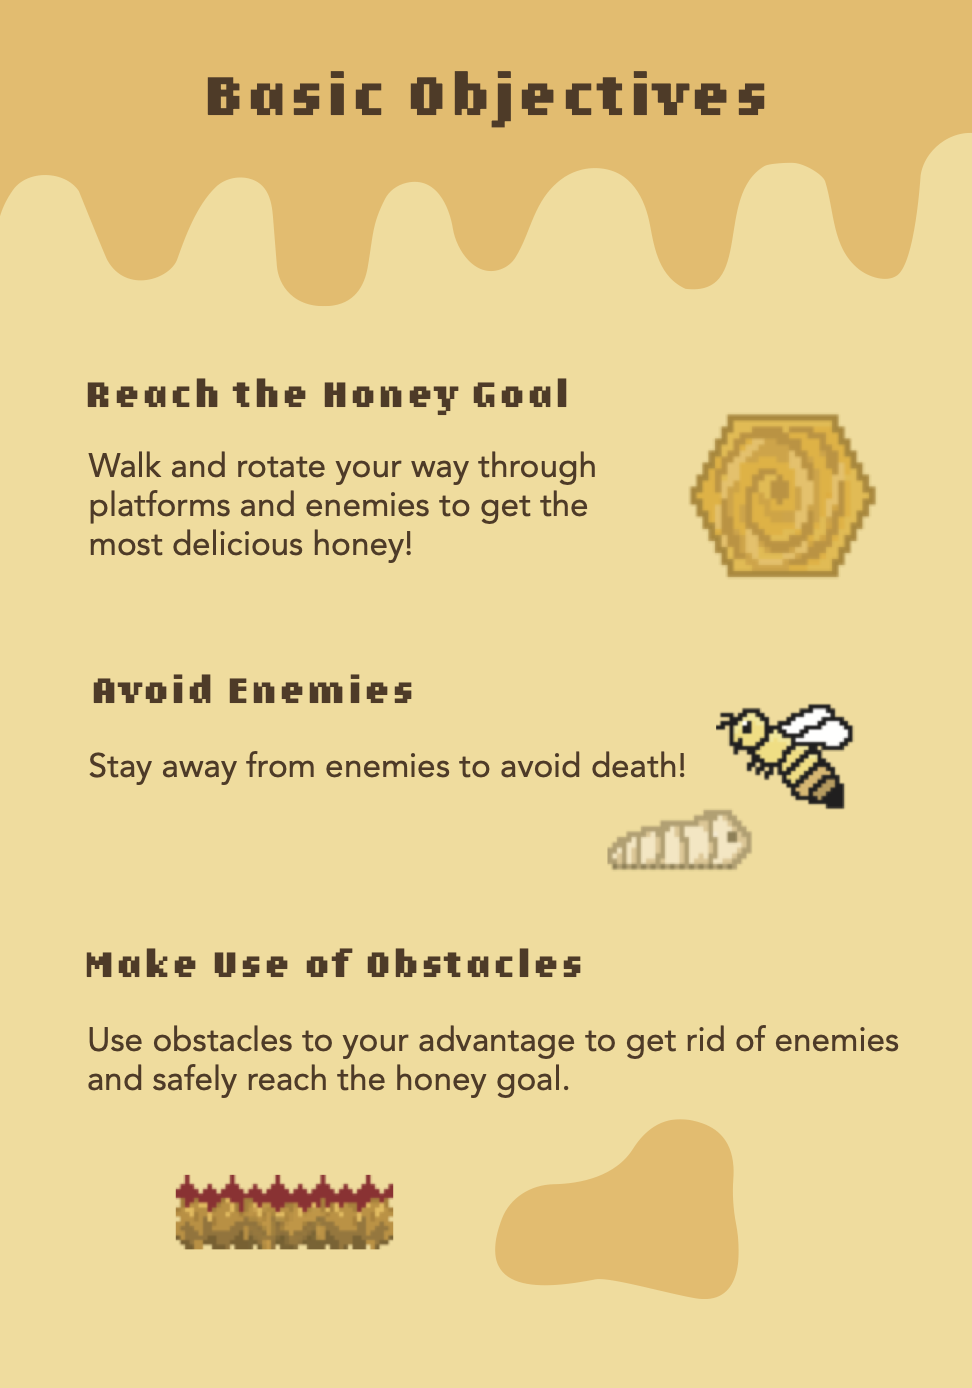 Basic Objectives
Reach the Honey Goal
Walk and rotate your way through
platforms and enemies to get the
most delicious honey!
Avoid Enemies
Stay away from enemies to avoid death!
Make Use of Obstacles
Use obstacles to your advantage to get rid of enemies
and safely reach the honey goal.